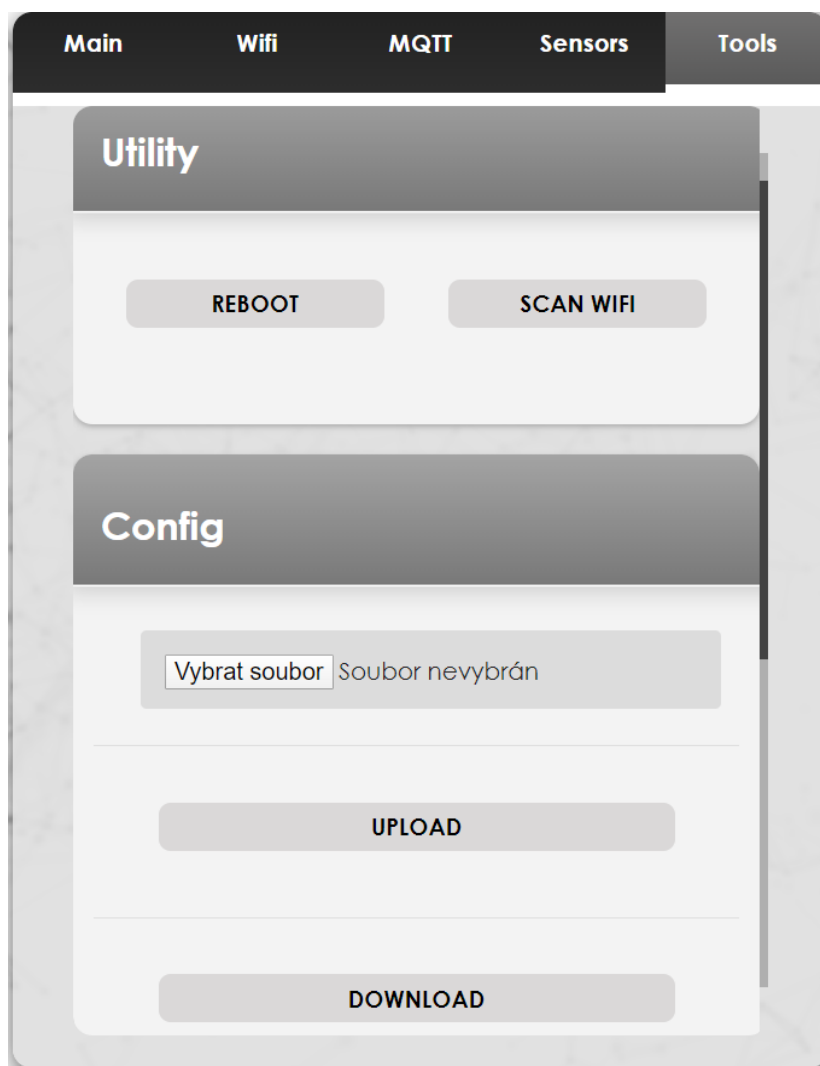 Main Wifi MQTT Sensors Tools
Utility
REBOOT SCAN WIFI
Config
Vybrat soubor Soubor nevybrán
UPLOAD
DOWNLOAD